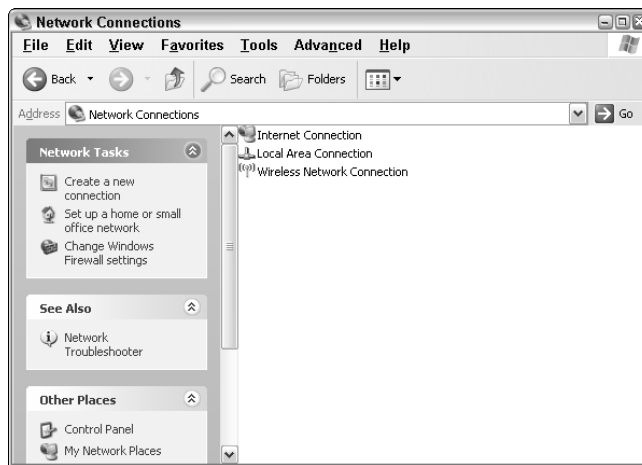 Network Connections
File Edit View Favorites Tools Advanced Help
Back Search Folders
Address Network Connections Go
Network Tasks
Create a new
connection
Set up a home or small
office network
Change Windows
Firewall settings
See Also
Network
Troubleshooter
Other Places
Control Panel
My Network Places
Internet Connection
Local Area Connection
Wireless Network Connection